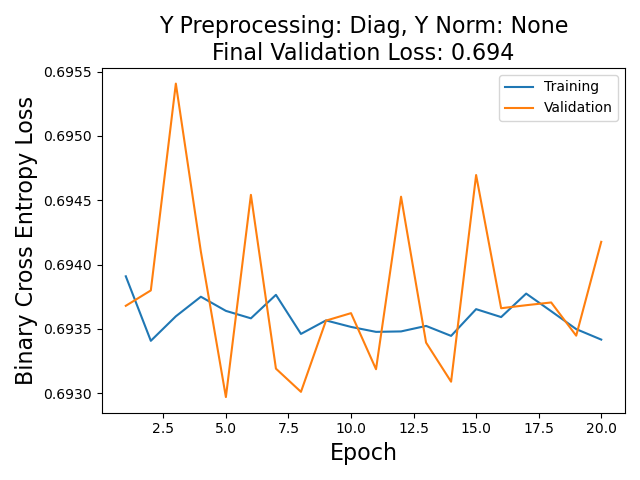 Y Preprocessing: Diag, Y Norm: None
Final Validation Loss: 0.694
Training
Validation
Binary Cross Entropy Loss
0.6955
0.6950
0.6945
0.6940
0.6935
0.6930
2.5 5.0 7.5 10.0 12.5 15.0 17.5 20.0
Epoch